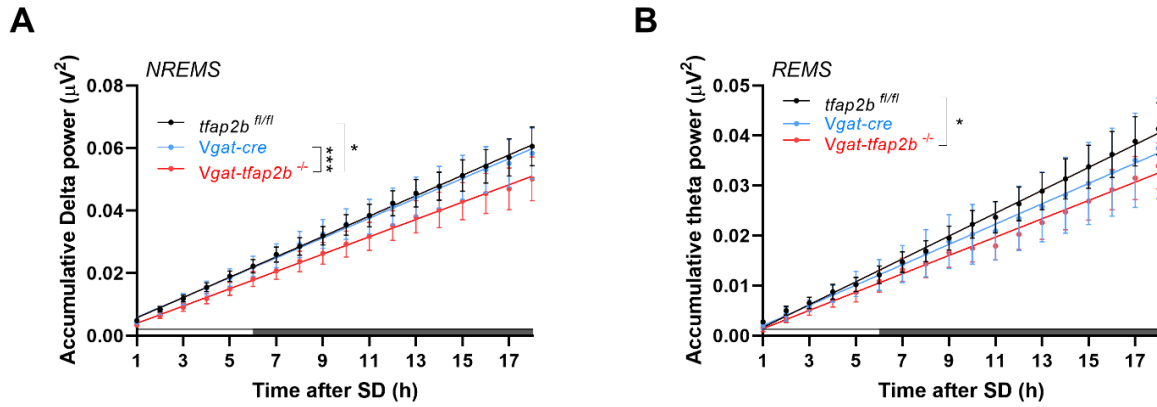 A
NREMS
Accumulative Delta power (μV²)
0.08
0.06
0.04
0.02
0.00
tfap2b fl/fl
Vgat-cre
Vgat-tfap2b -/-
***
*
1 3 5 7 9 11 13 15 17
Time after SD (h)
B
REMS
Accumulative theta power (μV²)
0.05
0.04
0.03
0.02
0.01
0.00
tfap2b fl/fl
Vgat-cre
Vgat-tfap2b -/-
*
1 3 5 7 9 11 13 15 17
Time after SD (h)